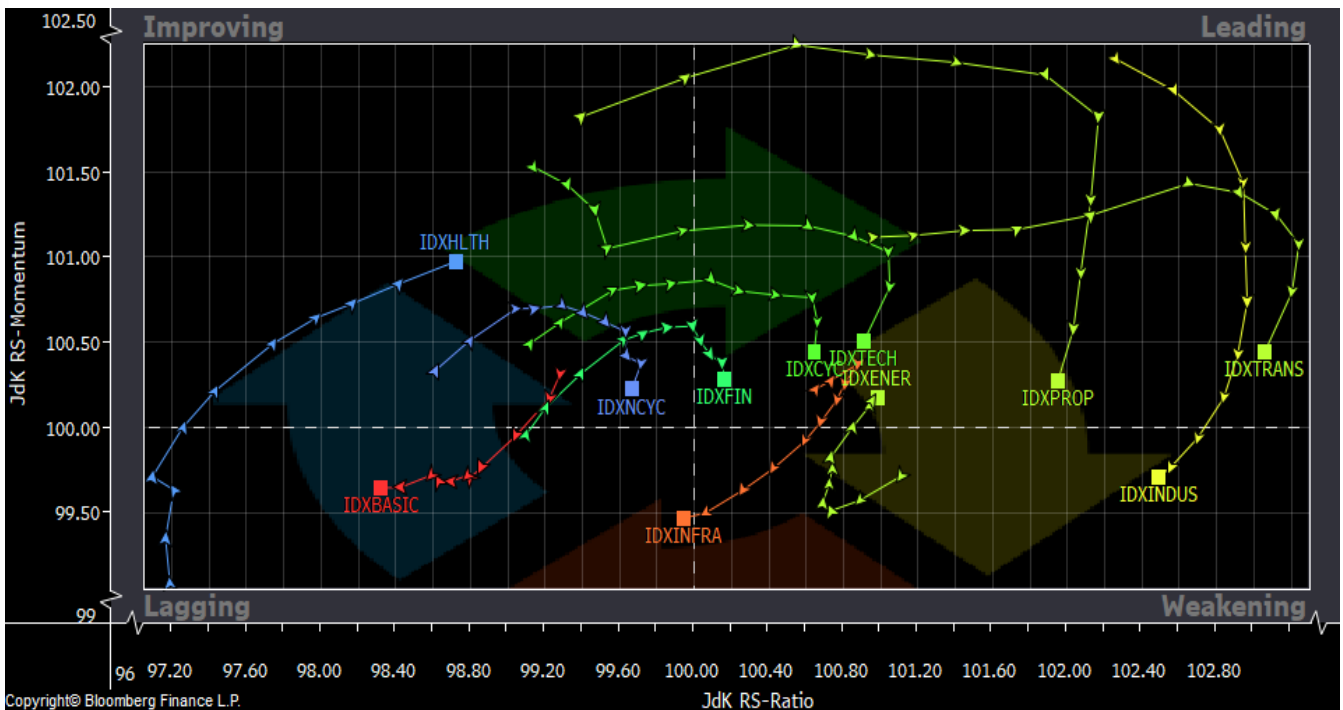 102.50
Improving
Leading
102.00
101.50
101.00
100.50
100.00
99.50
99
JdK RS-Momentum
IDXHLTH
IDXNCYC
IDXFIN
IDXCYC
IDXTECH
IDXENER
IDXPROP
IDXTRANS
IDXBASIC
IDXINFRA
IDXINDUS
Lagging
Weakening
96 97.20 97.60 98.00 98.40 98.80 99.20 99.60 100.00 100.40 100.80 101.20 101.60 102.00 102.40 102.80
Copyright© Bloomberg Finance L.P.
JdK RS-Ratio